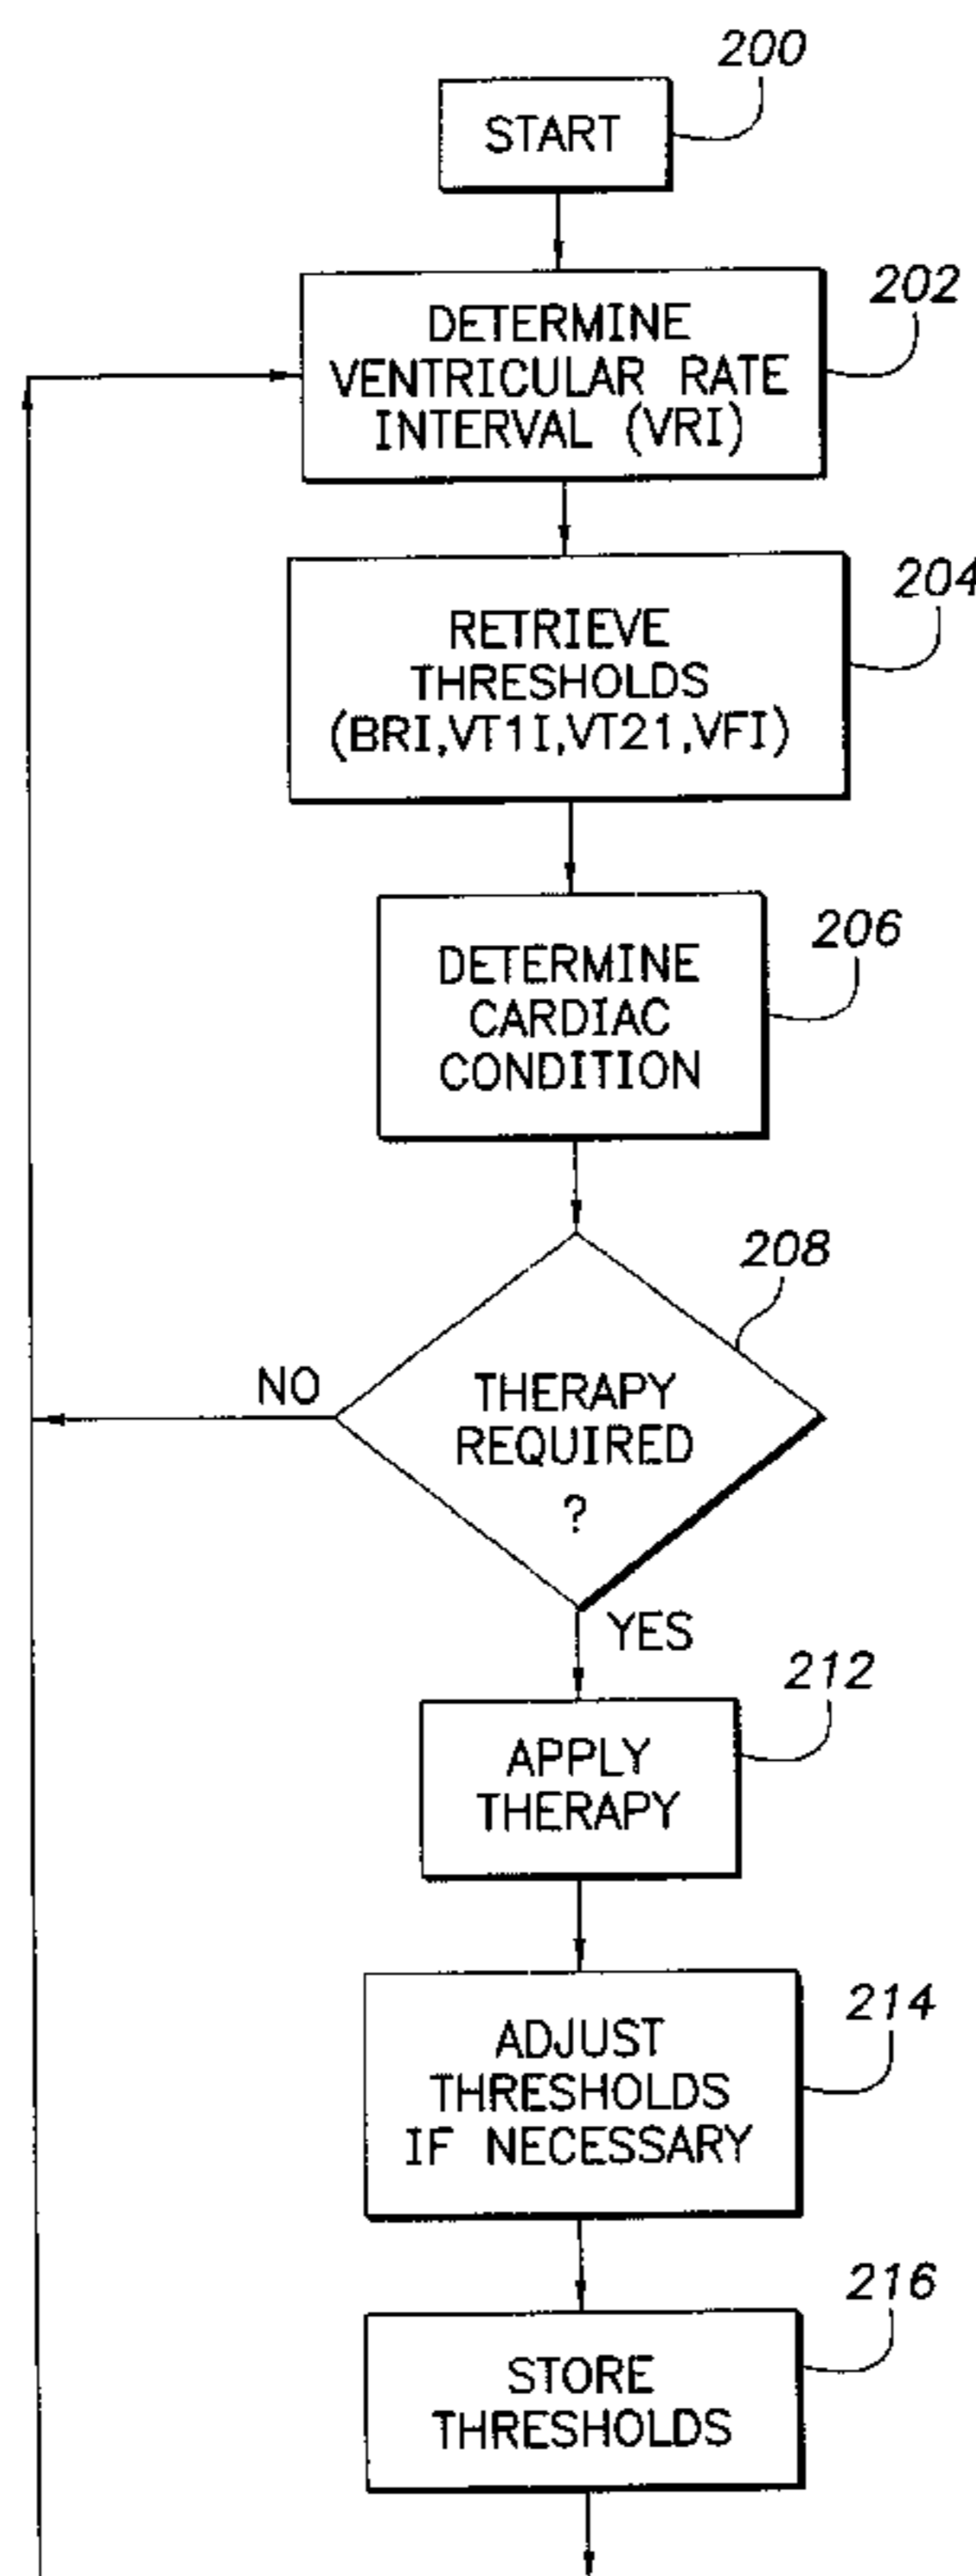 200
START
202
DETERMINE
VENTRICULAR RATE
INTERVAL (VRI)
204
RETRIEVE
THRESHOLDS
(BRI,VT1I,VT21,VFI)
206
DETERMINE
CARDIAC
CONDITION
208
NO
THERAPY
REQUIRED
?
YES
212
APPLY
THERAPY
214
ADJUST
THRESHOLDS
IF NECESSARY
216
STORE
THRESHOLDS